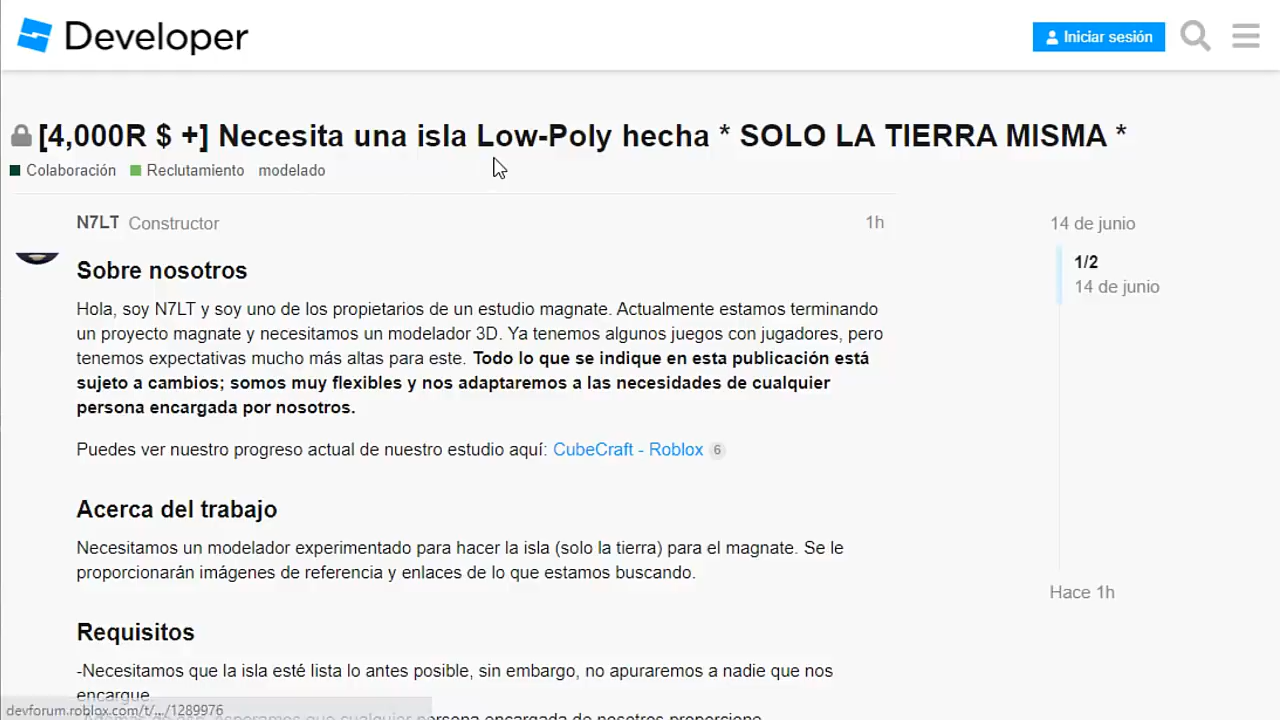 Developer
Iniciar sesión
[4,000R $ +] Necesita una isla Low-Poly hecha * SOLO LA TIERRA MISMA *
Colaboración Reclutamiento modelado
N7LT Constructor 1h
14 de junio
1/2
14 de junio
Sobre nosotros
Hola, soy N7LT y soy uno de los propietarios de un estudio magnate. Actualmente estamos terminando
un proyecto magnate y necesitamos un modelador 3D. Ya tenemos algunos juegos con jugadores, pero
tenemos expectativas mucho más altas para este. Todo lo que se indique en esta publicación está
sujeto a cambios; somos muy flexibles y nos adaptaremos a las necesidades de cualquier
persona encargada por nosotros.
Puedes ver nuestro progreso actual de nuestro estudio aquí: CubeCraft - Roblox 6
Acerca del trabajo
Necesitamos un modelador experimentado para hacer la isla (solo la tierra) para el magnate. Se le
proporcionarán imágenes de referencia y enlaces de lo que estamos buscando.
Hace 1h
Requisitos
-Necesitamos que la isla esté lista lo antes posible, sin embargo, no apuraremos a nadie que nos
encargue.
persona encargada de nosotros proporcione
devforum.roblox.com/t/.../1289976